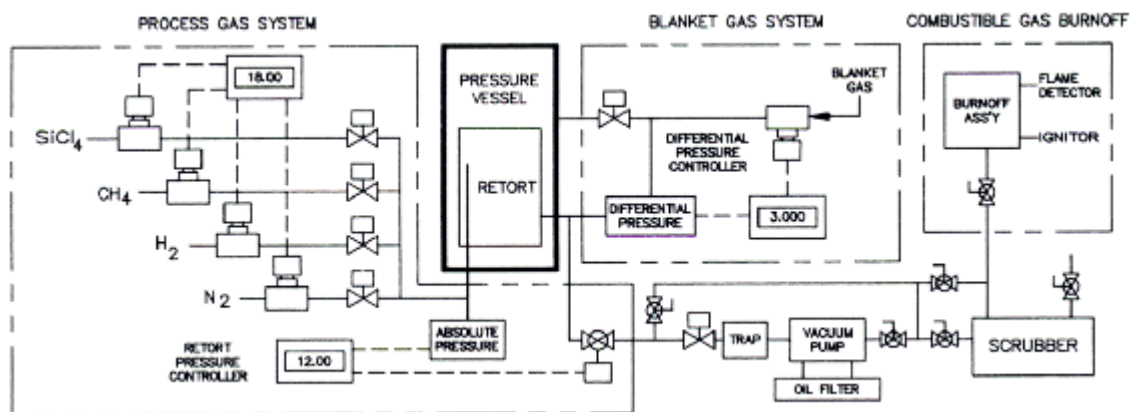 PROCESS GAS SYSTEM
BLANKET GAS SYSTEM
COMBUSTIBLE GAS BURNOFF
18.00
SiCl4
CH4
H2
N2
PRESSURE
VESSEL
RETORT
BLANKET
GAS
DIFFERENTIAL
PRESSURE
CONTROLLER
DIFFERENTIAL
PRESSURE
3.000
BURNOFF
ASS'Y
FLAME
DETECTOR
IGNITOR
ABSOLUTE
PRESSURE
RETORT
PRESSURE
CONTROLLER
12.00
TRAP
VACUUM
PUMP
OIL FILTER
SCRUBBER